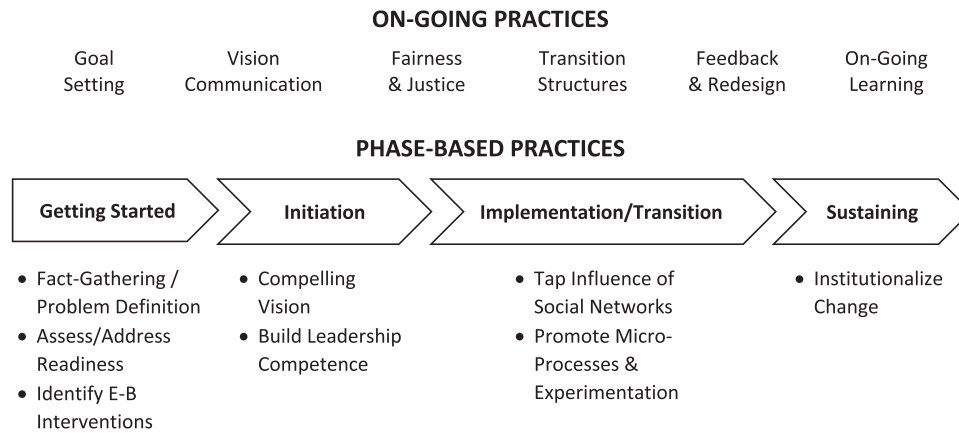 ON-GOING PRACTICES
Goal Setting
Vision Communication
Fairness & Justice
Transition Structures
Feedback & Redesign
On-Going Learning
PHASE-BASED PRACTICES
Getting Started
Initiation
Implementation/Transition
Sustaining
• Fact-Gathering /
Problem Definition
• Assess/Address
Readiness
• Identify E-B
Interventions
• Compelling
Vision
• Build Leadership
Competence
• Tap Influence of
Social Networks
• Promote Micro-
Processes &
Experimentation
• Institutionalize
Change